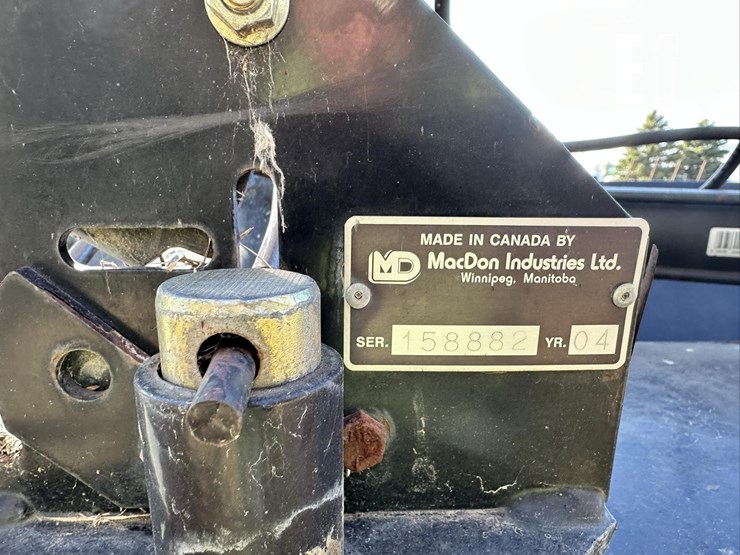 MADE IN CANADA BY
MD MacDon Industries Ltd.
Winnipeg, Manitoba
SER. 158882 YR. 04